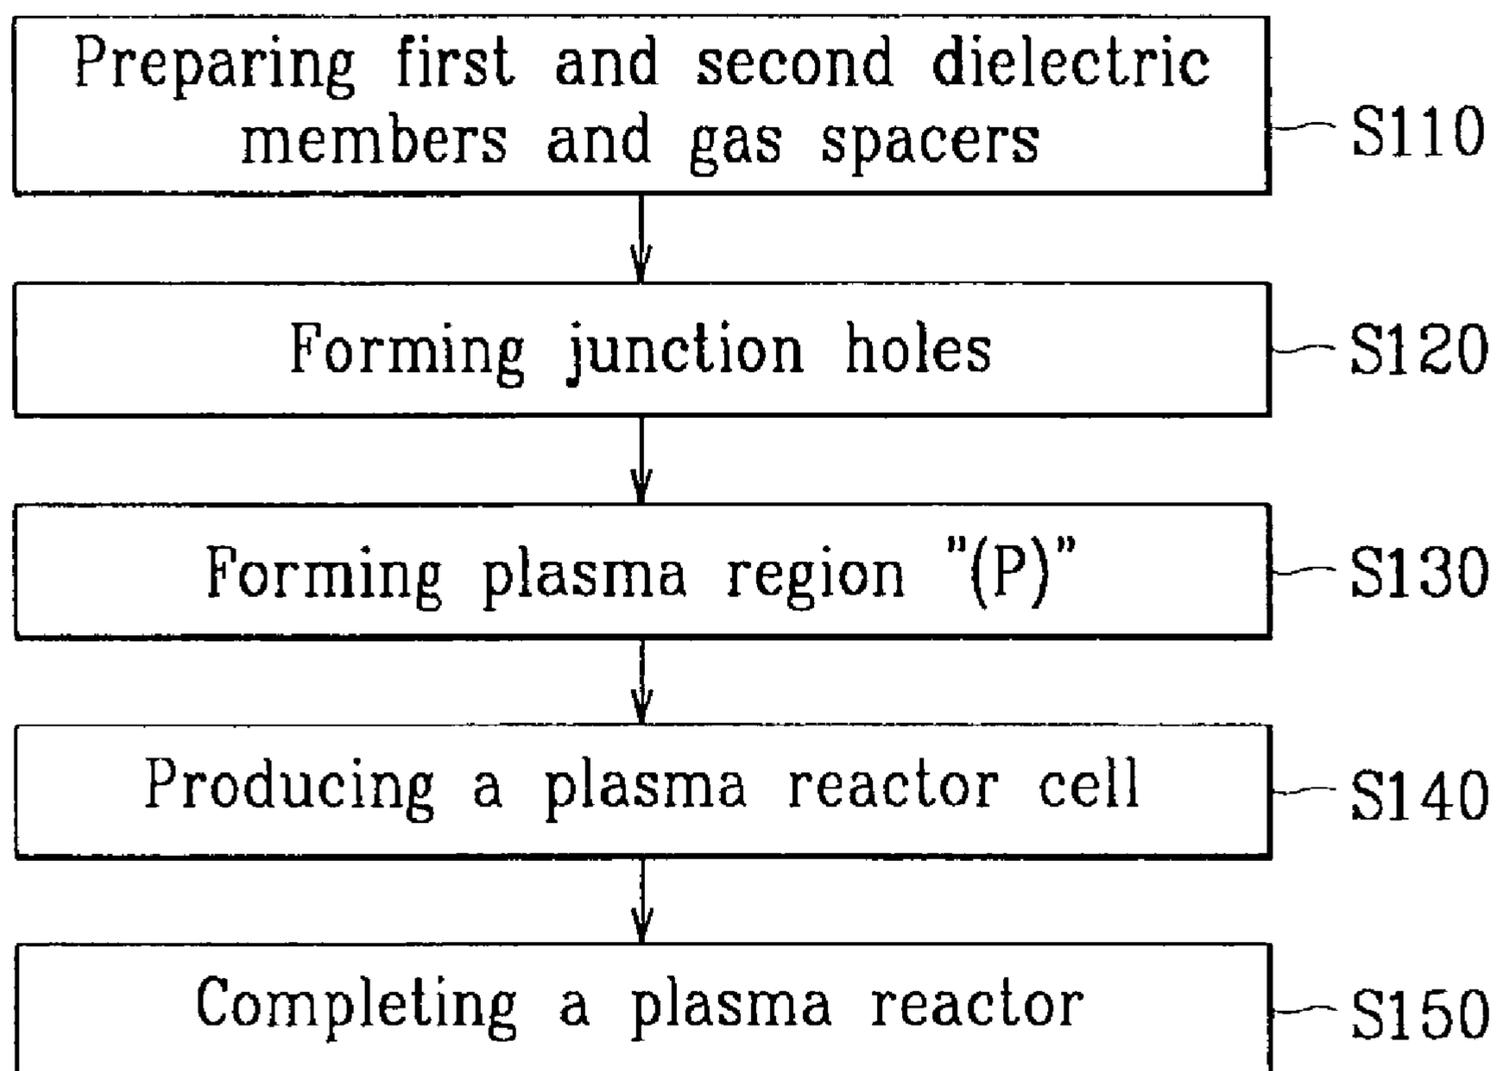 Preparing first and second dielectric
members and gas spacers
S110
Forming junction holes
S120
Forming plasma region "(P)"
S130
Producing a plasma reactor cell
S140
Completing a plasma reactor
S150